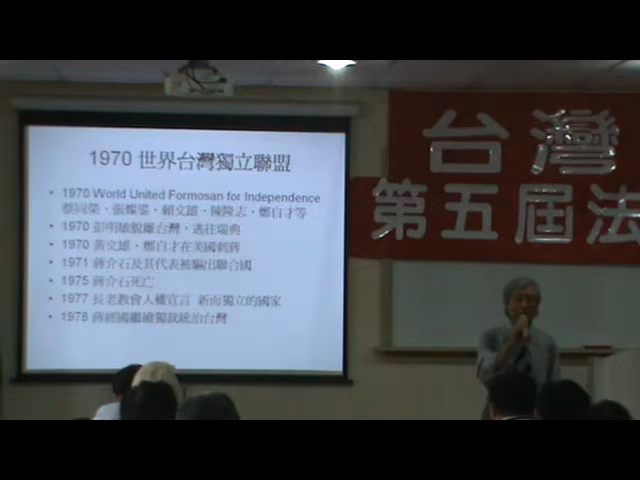 1970 世界台灣獨立聯盟
• 1970 World United Formosan for Independence
蔡同榮、張燦鍙、賴文雄、陳隆志、鄭自才等
• 1970 彭明敏脫離台灣，逃往瑞典
• 1970 黃文雄、鄭自才在美國刺蔣
• 1971 蔣介石及其代表被驅出聯合國
• 1975 蔣介石死亡
• 1977 長老教會人權宣言 新而獨立的國家
• 1978 蔣經國繼續獨裁統治台灣
台灣
第五屆法